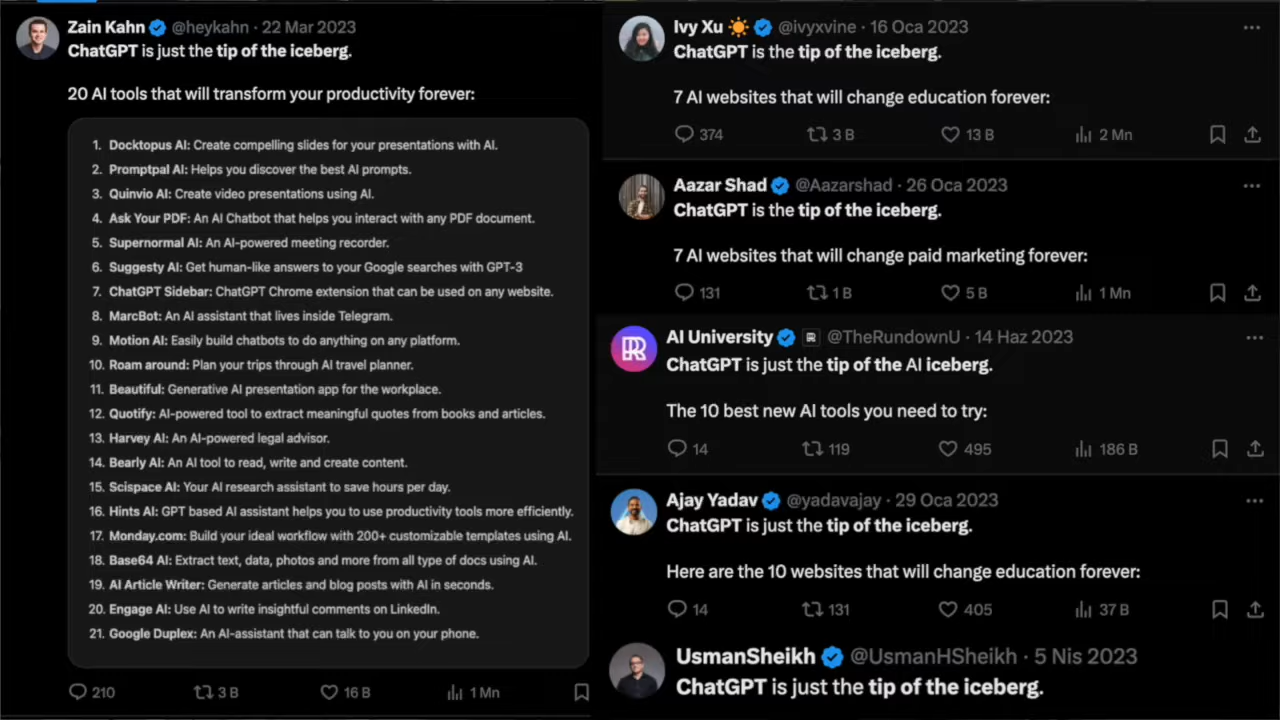 Zain Kahn @heykahn · 22 Mar 2023
ChatGPT is just the tip of the iceberg.
20 AI tools that will transform your productivity forever:
1. Docktopus AI: Create compelling slides for your presentations with AI.
2. Promptpal AI: Helps you discover the best AI prompts.
3. Quinvio AI: Create video presentations using AI.
4. Ask Your PDF: An AI Chatbot that helps you interact with any PDF document.
5. Supernormal AI: An AI-powered meeting recorder.
6. Suggesty AI: Get human-like answers to your Google searches with GPT-3
7. ChatGPT Sidebar: ChatGPT Chrome extension that can be used on any website.
8. MarcBot: An AI assistant that lives inside Telegram.
9. Motion AI: Easily build chatbots to do anything on any platform.
10. Roam around: Plan your trips through AI travel planner.
11. Beautiful: Generative AI presentation app for the workplace.
12. Quotify: AI-powered tool to extract meaningful quotes from books and articles.
13. Harvey AI: An AI-powered legal advisor.
14. Bearly AI: An AI tool to read, write and create content.
15. Scispace AI: Your AI research assistant to save hours per day.
16. Hints AI: GPT based AI assistant helps you to use productivity tools more efficiently.
17. Monday.com: Build your ideal workflow with 200+ customizable templates using AI.
18. Base64 AI: Extract text, data, photos and more from all type of docs using AI.
19. AI Article Writer: Generate articles and blog posts with AI in seconds.
20. Engage AI: Use AI to write insightful comments on LinkedIn.
21. Google Duplex: An AI-assistant that can talk to you on your phone.
210 3 B 16 B 1 Mn
Ivy Xu @ivyxvine · 16 Oca 2023
ChatGPT is the tip of the iceberg.
7 AI websites that will change education forever:
374 3 B 13 B 2 Mn
Aazar Shad @Aazarshad · 26 Oca 2023
ChatGPT is the tip of the iceberg.
7 AI websites that will change paid marketing forever:
131 1 B 5 B 1 Mn
AI University @TheRundownU · 14 Haz 2023
ChatGPT is just the tip of the AI iceberg.
The 10 best new AI tools you need to try:
14 119 495 186 B
Ajay Yadav @yadavajay · 29 Oca 2023
ChatGPT is just the tip of the iceberg.
Here are the 10 websites that will change education forever:
14 131 405 37 B
UsmanSheikh @UsmanHSheikh · 5 Nis 2023
ChatGPT is just the tip of the iceberg.